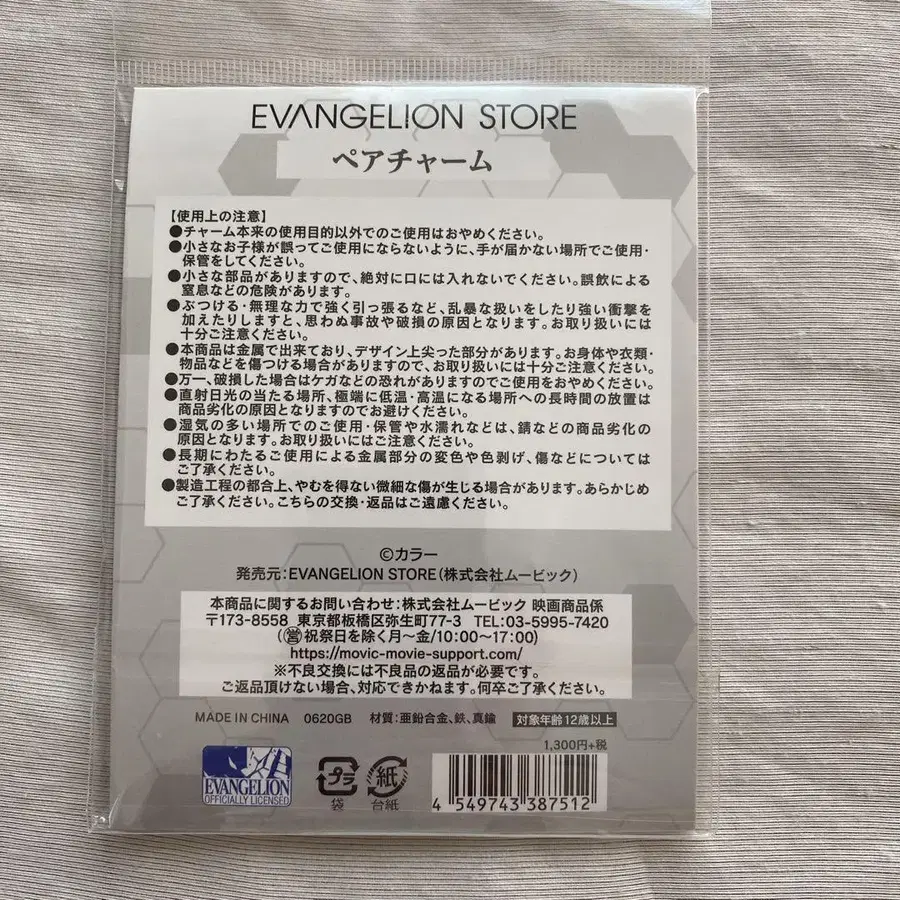 EVANGELION STORE
ペアチャーム
【使用上の注意】
●チャーム本来の使用目的以外でのご使用はおやめください。
●小さなお子様が誤ってご使用にならないように、手が届かない場所でご使用・
保管をしてください。
●小さな部品がありますので、絶対に口には入れないでください。誤飲による
窒息などの危険があります。
●ぶつける・無理な力で強く引っ張るなど、乱暴な扱いをしたり強い衝撃を
加えたりしますと、思わぬ事故や破損の原因となります。お取り扱いには
十分ご注意ください。
●本商品は金属で出来ており、デザイン上尖った部分があります。お身体や衣類・
物品などを傷つける場合がありますので、お取り扱いには十分ご注意ください。
●万一、破損した場合はケガなどの恐れがありますのでご使用をおやめください。
●直射日光の当たる場所、極端に低温・高温になる場所への長時間の放置は
商品劣化の原因となりますのでお避けください。
●湿気の多い場所でのご使用・保管や水濡れなどは、錆などの商品劣化の
原因となります。お取り扱いにはご注意ください。
●長期にわたるご使用による金属部分の変色や色剥げ、傷などについては
ご了承ください。
●製造工程の都合上、やむを得ない微細な傷が生じる場合があります。あらかじめ
ご了承ください。こちらの交換・返品はご遠慮ください。
©カラー
発売元:EVANGELION STORE(株式会社ムービック)
本商品に関するお問い合わせ:株式会社ムービック 映画商品係
〒173-8558 東京都板橋区弥生町77-3 TEL:03-5995-7420
(㊡祝祭日を除く月～金/10:00～17:00)
https://movic-movie-support.com/
※不良交換には不良品の返品が必要です。
ご返品頂けない場合、対応できかねます。何卒ご了承ください。
MADE IN CHINA 0620GB 材質:亜鉛合金、鉄、真鍮 対象年齢12歳以上
1,300円+税
EVANGELION
OFFICIALLY LICENSED
プラ
袋
紙
台紙
4 549743 387512